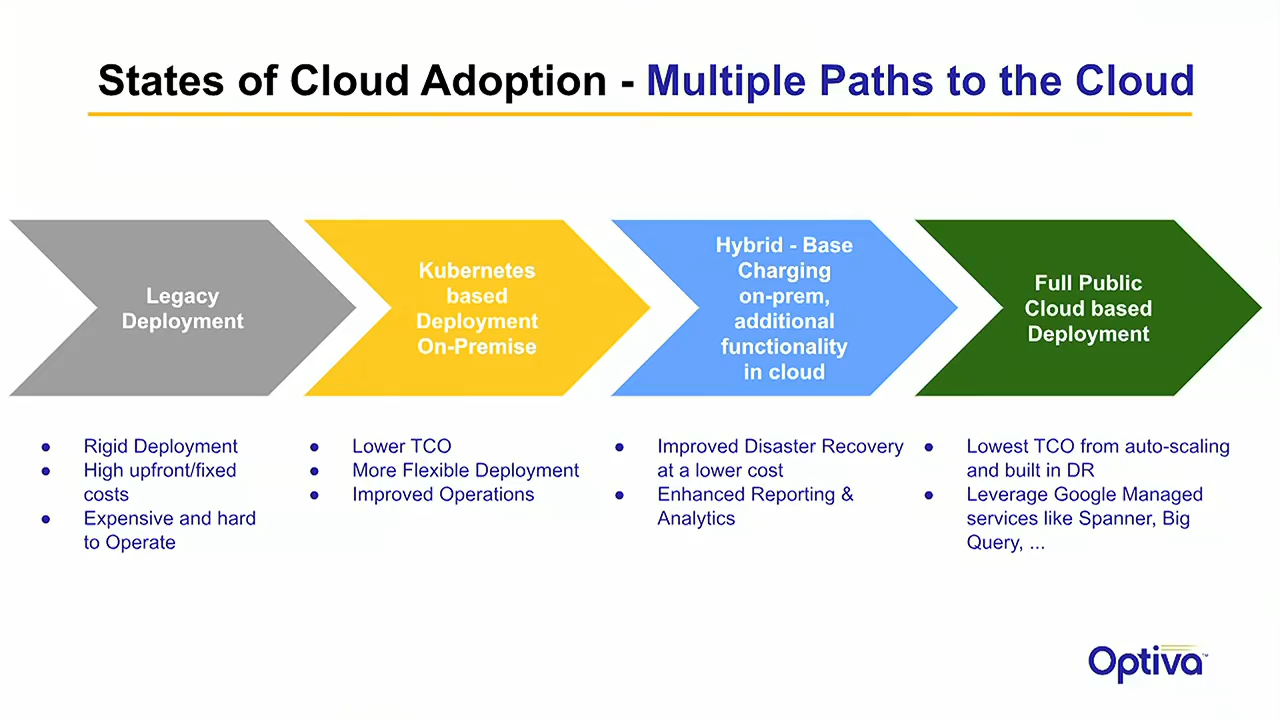 States of Cloud Adoption - Multiple Paths to the Cloud
Legacy
Deployment
Kubernetes
based
Deployment
On-Premise
Hybrid - Base
Charging
on-prem,
additional
functionality
in cloud
Full Public
Cloud based
Deployment
● Rigid Deployment
● High upfront/fixed
costs
● Expensive and hard
to Operate
● Lower TCO
● More Flexible Deployment
● Improved Operations
● Improved Disaster Recovery
at a lower cost
● Enhanced Reporting &
Analytics
● Lowest TCO from auto-scaling
and built in DR
● Leverage Google Managed
services like Spanner, Big
Query, ...
Optiva™